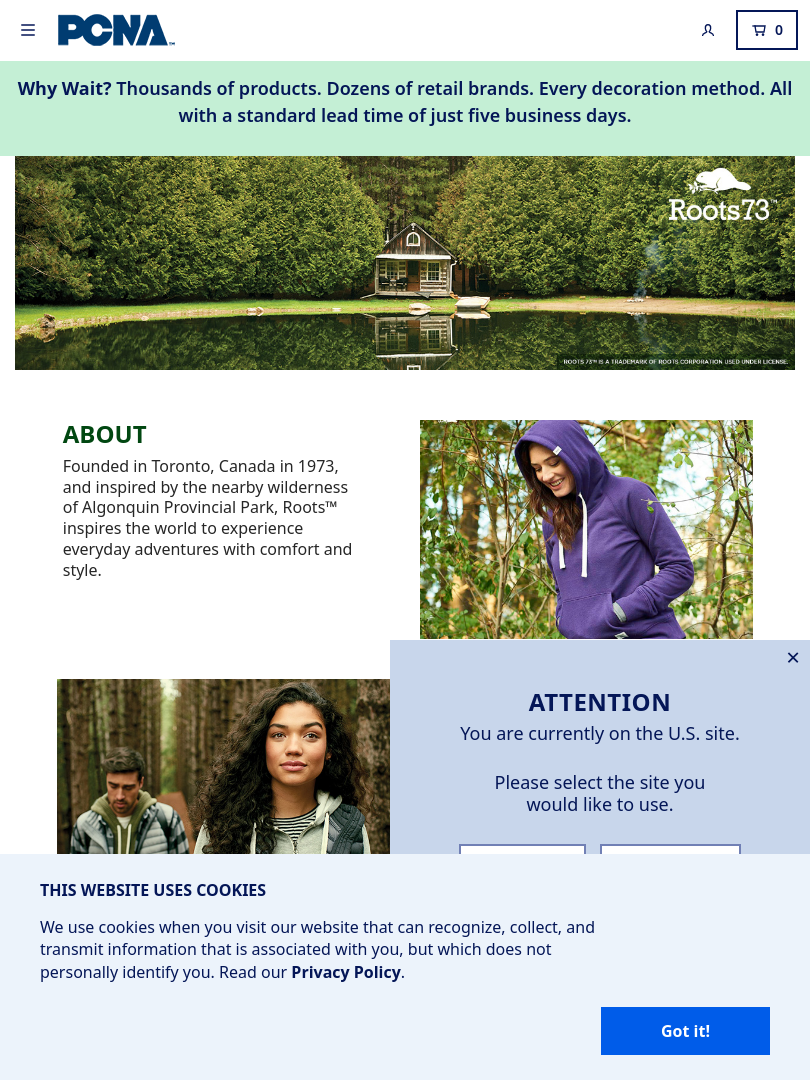 PCNA
0
Why Wait? Thousands of products. Dozens of retail brands. Every decoration method. All
with a standard lead time of just five business days.
Roots73™
ROOTS 73™ IS A TRADEMARK OF ROOTS CORPORATION USED UNDER LICENSE.
ABOUT
Founded in Toronto, Canada in 1973,
and inspired by the nearby wilderness
of Algonquin Provincial Park, Roots™
inspires the world to experience
everyday adventures with comfort and
style.
ATTENTION
You are currently on the U.S. site.
Please select the site you
would like to use.
THIS WEBSITE USES COOKIES
We use cookies when you visit our website that can recognize, collect, and
transmit information that is associated with you, but which does not
personally identify you. Read our Privacy Policy.
Got it!